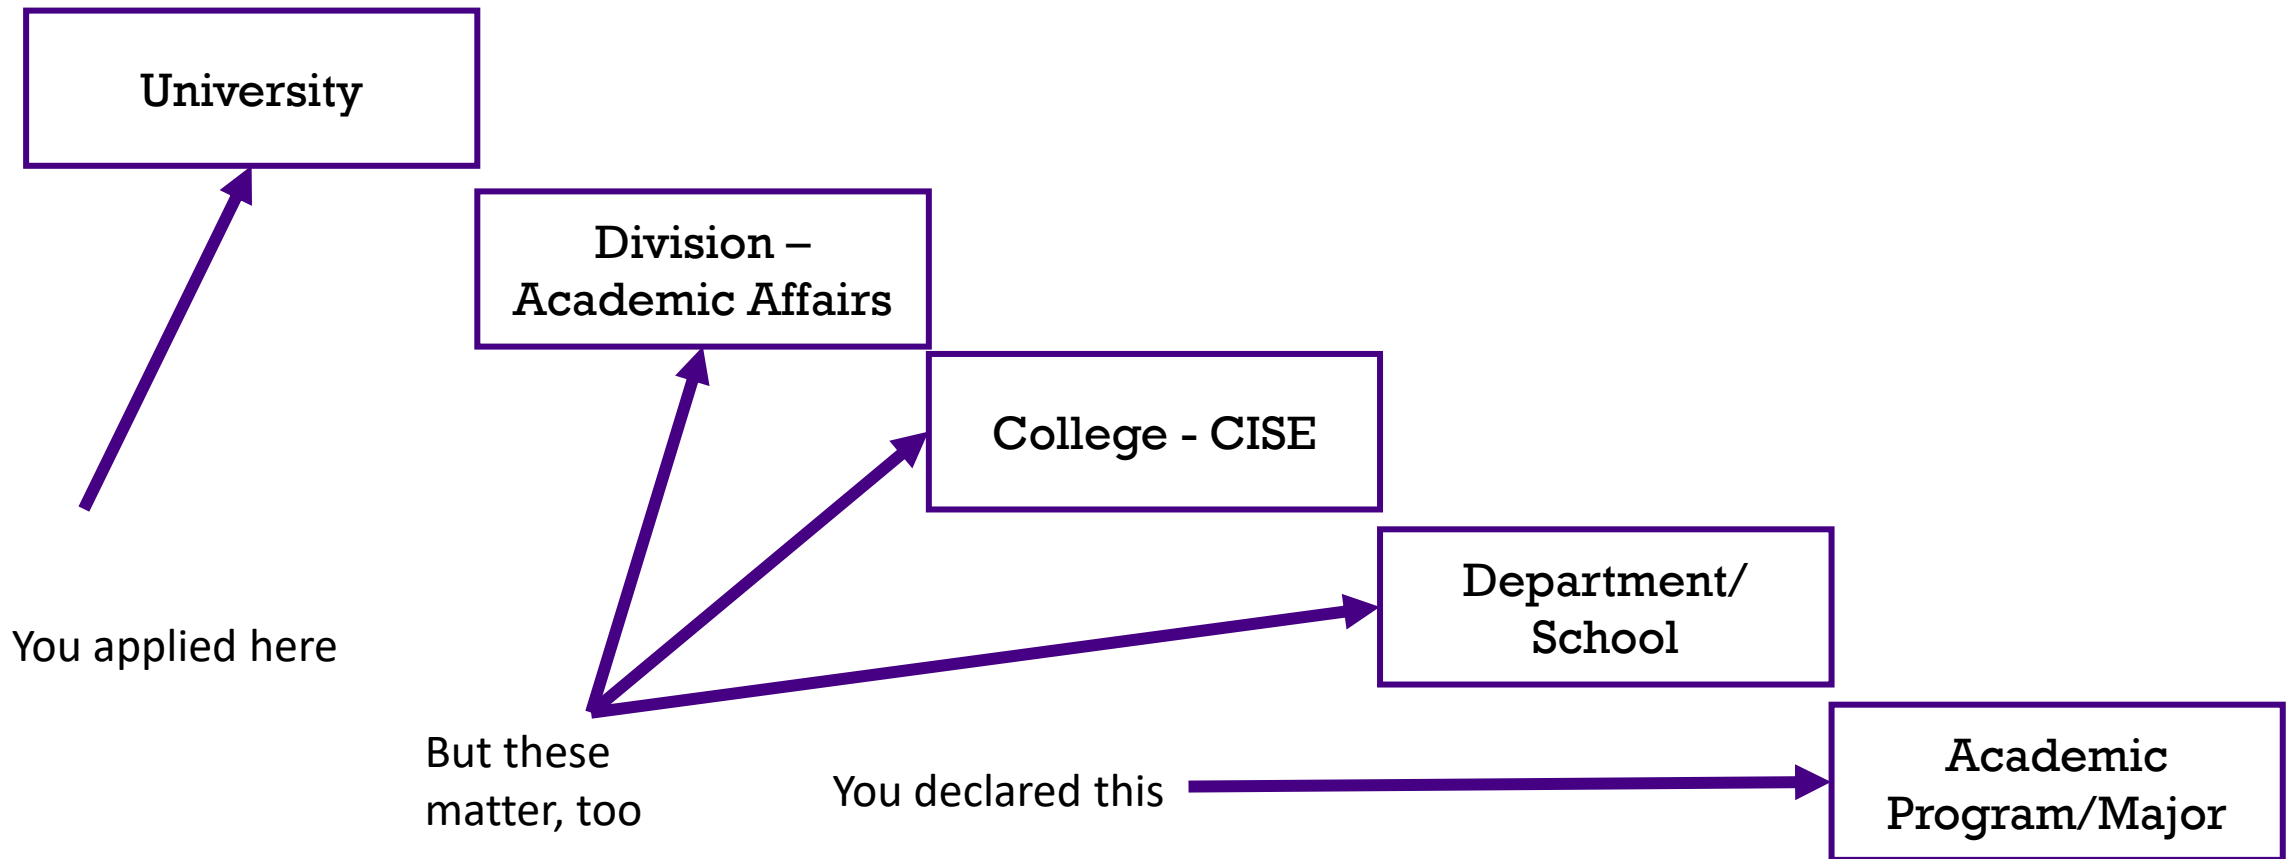 University
Division –
Academic Affairs
College - CISE
Department/
School
You applied here
But these
matter, too
You declared this
Academic
Program/Major